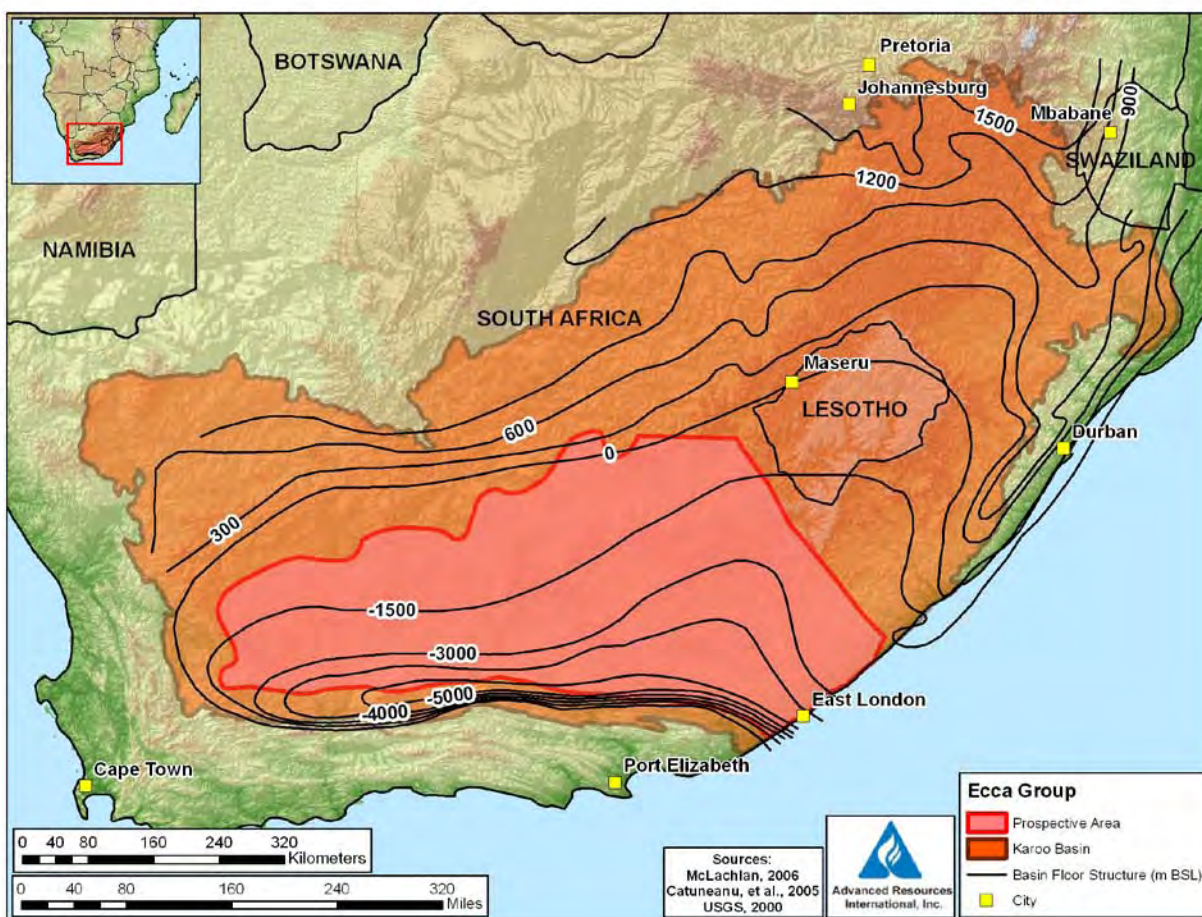 BOTSWANA
Pretoria
Johannesburg
Mbabane
900
1500
SWAZILAND
1200
NAMIBIA
SOUTH AFRICA
Maseru
LESOTHO
600
0
Durban
300
-1500
-3000
-5000
-4000
East London
Port Elizabeth
Cape Town
0 40 80 160 240 320
Kilometers
0 40 80 160 240 320
Miles
Sources:
McLachlan, 2006
Catuneanu, et al., 2005
USGS, 2000
Advanced Resources
International, Inc.
Ecca Group
Prospective Area
Karoo Basin
Basin Floor Structure (m BSL)
City